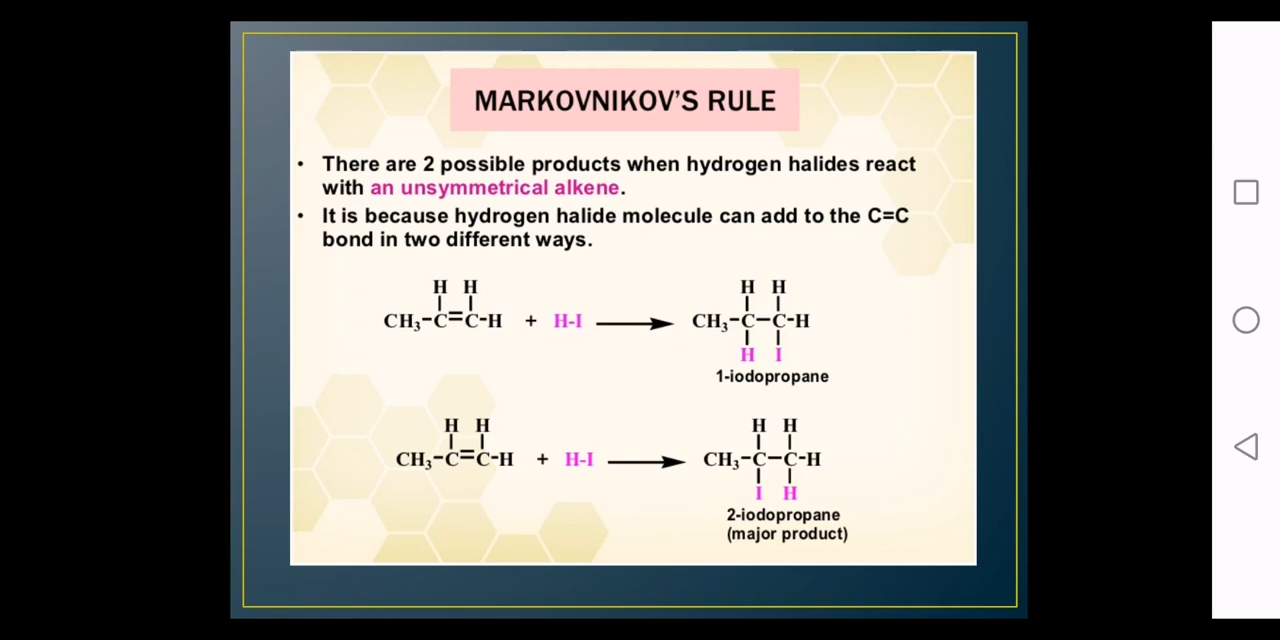 MARKOVNIKOV'S RULE
• There are 2 possible products when hydrogen halides react
with an unsymmetrical alkene.
• It is because hydrogen halide molecule can add to the C=C
bond in two different ways.
H H H H
CH₃-C=C-H + H-I ⟶ CH₃-C-C-H
H I
1-iodopropane
H H H H
CH₃-C=C-H + H-I ⟶ CH₃-C-C-H
I H
2-iodopropane
(major product)